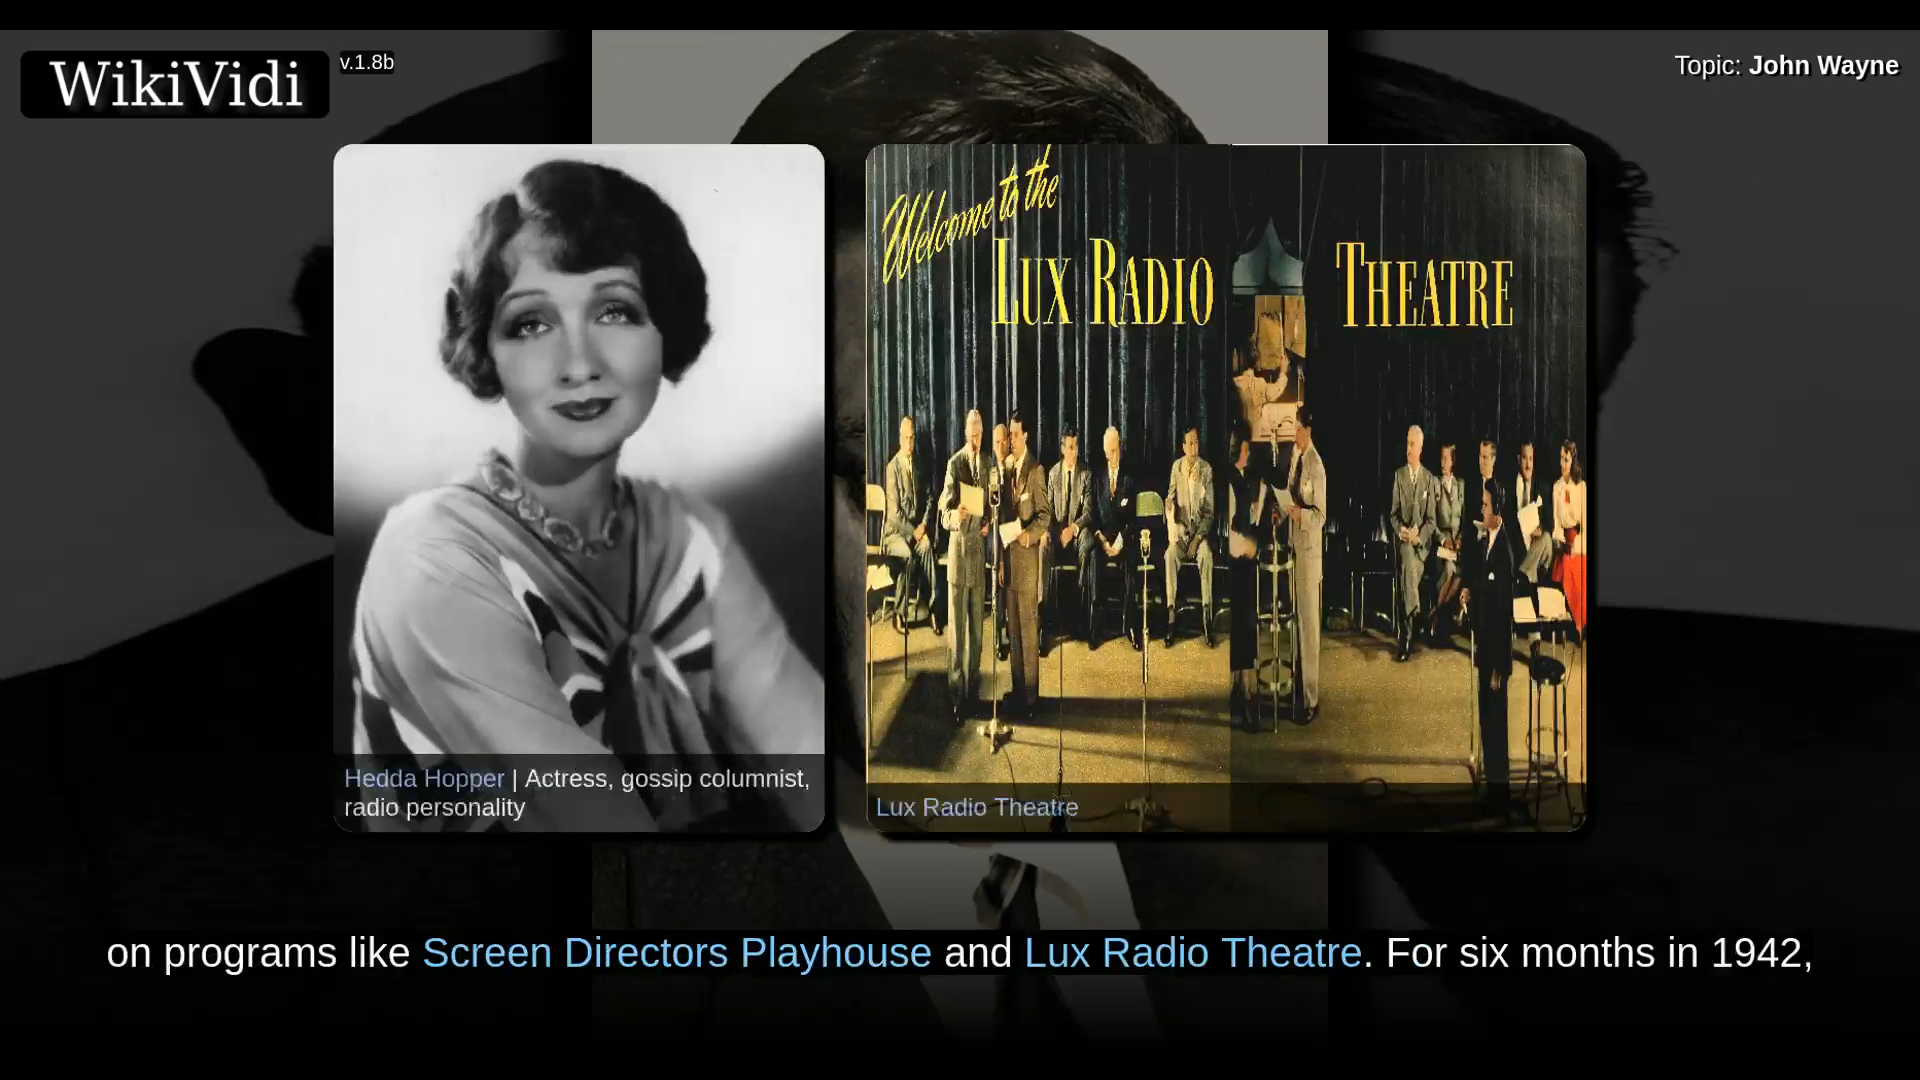 WikiVidi
v.1.8b
Topic: John Wayne
Welcome to the
LUX RADIO THEATRE
Hedda Hopper | Actress, gossip columnist,
radio personality
Lux Radio Theatre
on programs like Screen Directors Playhouse and Lux Radio Theatre. For six months in 1942,